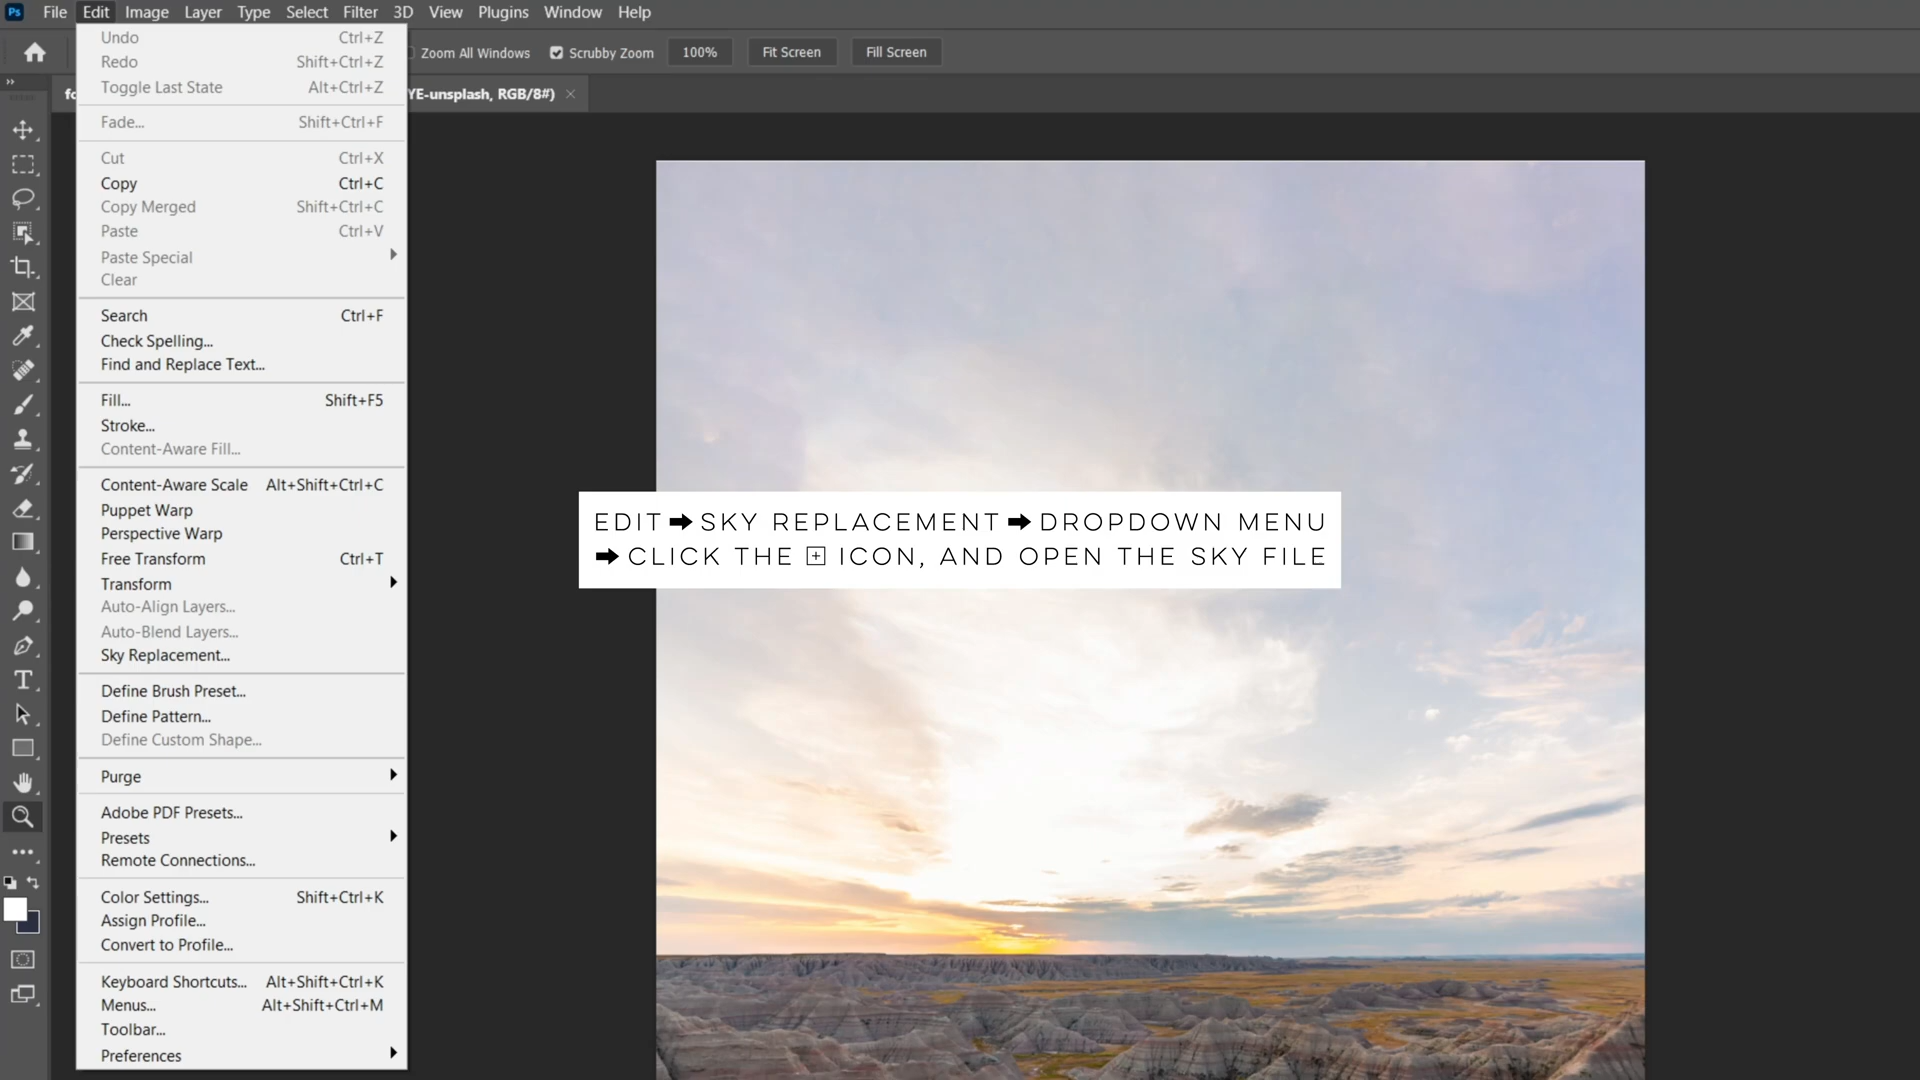 Ps File Edit Image Layer Type Select Filter 3D View Plugins Window Help
Zoom All Windows Scrubby Zoom 100% Fit Screen Fill Screen
YE-unsplash, RGB/8#) ×
Undo Ctrl+Z
Redo Shift+Ctrl+Z
Toggle Last State Alt+Ctrl+Z
Fade... Shift+Ctrl+F
Cut Ctrl+X
Copy Ctrl+C
Copy Merged Shift+Ctrl+C
Paste Ctrl+V
Paste Special
Clear
Search Ctrl+F
Check Spelling...
Find and Replace Text...
Fill... Shift+F5
Stroke...
Content-Aware Fill...
Content-Aware Scale Alt+Shift+Ctrl+C
Puppet Warp
Perspective Warp
Free Transform Ctrl+T
Transform
Auto-Align Layers...
Auto-Blend Layers...
Sky Replacement...
Define Brush Preset...
Define Pattern...
Define Custom Shape...
Purge
Adobe PDF Presets...
Presets
Remote Connections...
Color Settings... Shift+Ctrl+K
Assign Profile...
Convert to Profile...
Keyboard Shortcuts... Alt+Shift+Ctrl+K
Menus... Alt+Shift+Ctrl+M
Toolbar...
Preferences
EDIT ➡ SKY REPLACEMENT ➡ DROPDOWN MENU
➡ CLICK THE ⊞ ICON, AND OPEN THE SKY FILE